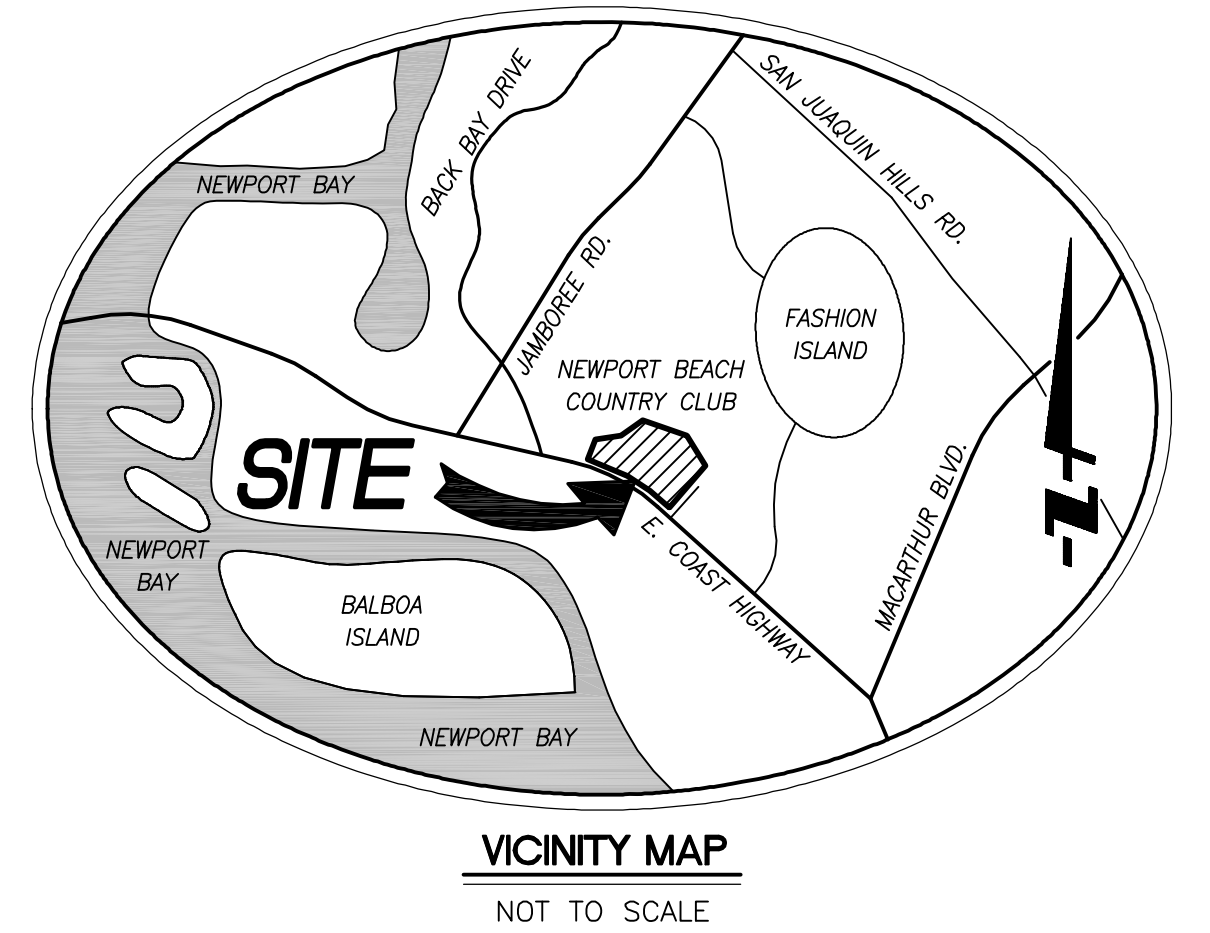 BACK BAY DRIVE
SAN JUAQUIN HILLS RD.
NEWPORT BAY
JAMBOREE RD.
FASHION
ISLAND
NEWPORT BEACH
COUNTRY CLUB
SITE
MACARTHUR BLVD.
E. COAST HIGHWAY
NEWPORT
BAY
BALBOA
ISLAND
NEWPORT BAY
VICINITY MAP
NOT TO SCALE